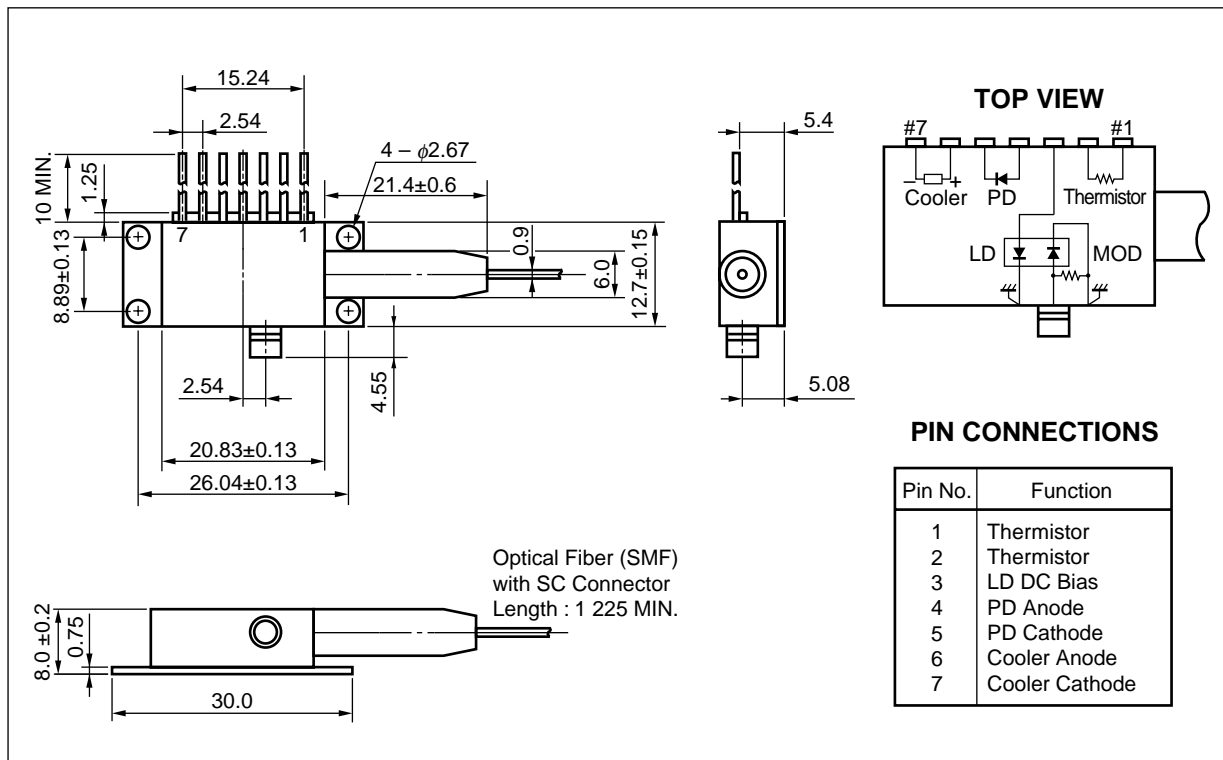 15.24
2.54
10 MIN.
1.25
4 – ϕ2.67
21.4±0.6
7
1
8.89±0.13
0.9
6.0
12.7±0.15
2.54
4.55
20.83±0.13
26.04±0.13
5.4
5.08
TOP VIEW
#7
#1
– +
Cooler
PD
Thermistor
LD
MOD
Optical Fiber (SMF)
with SC Connector
Length : 1 225 MIN.
8.0 ±0.2
0.75
30.0
PIN CONNECTIONS
Pin No. Function
1 Thermistor
2 Thermistor
3 LD DC Bias
4 PD Anode
5 PD Cathode
6 Cooler Anode
7 Cooler Cathode